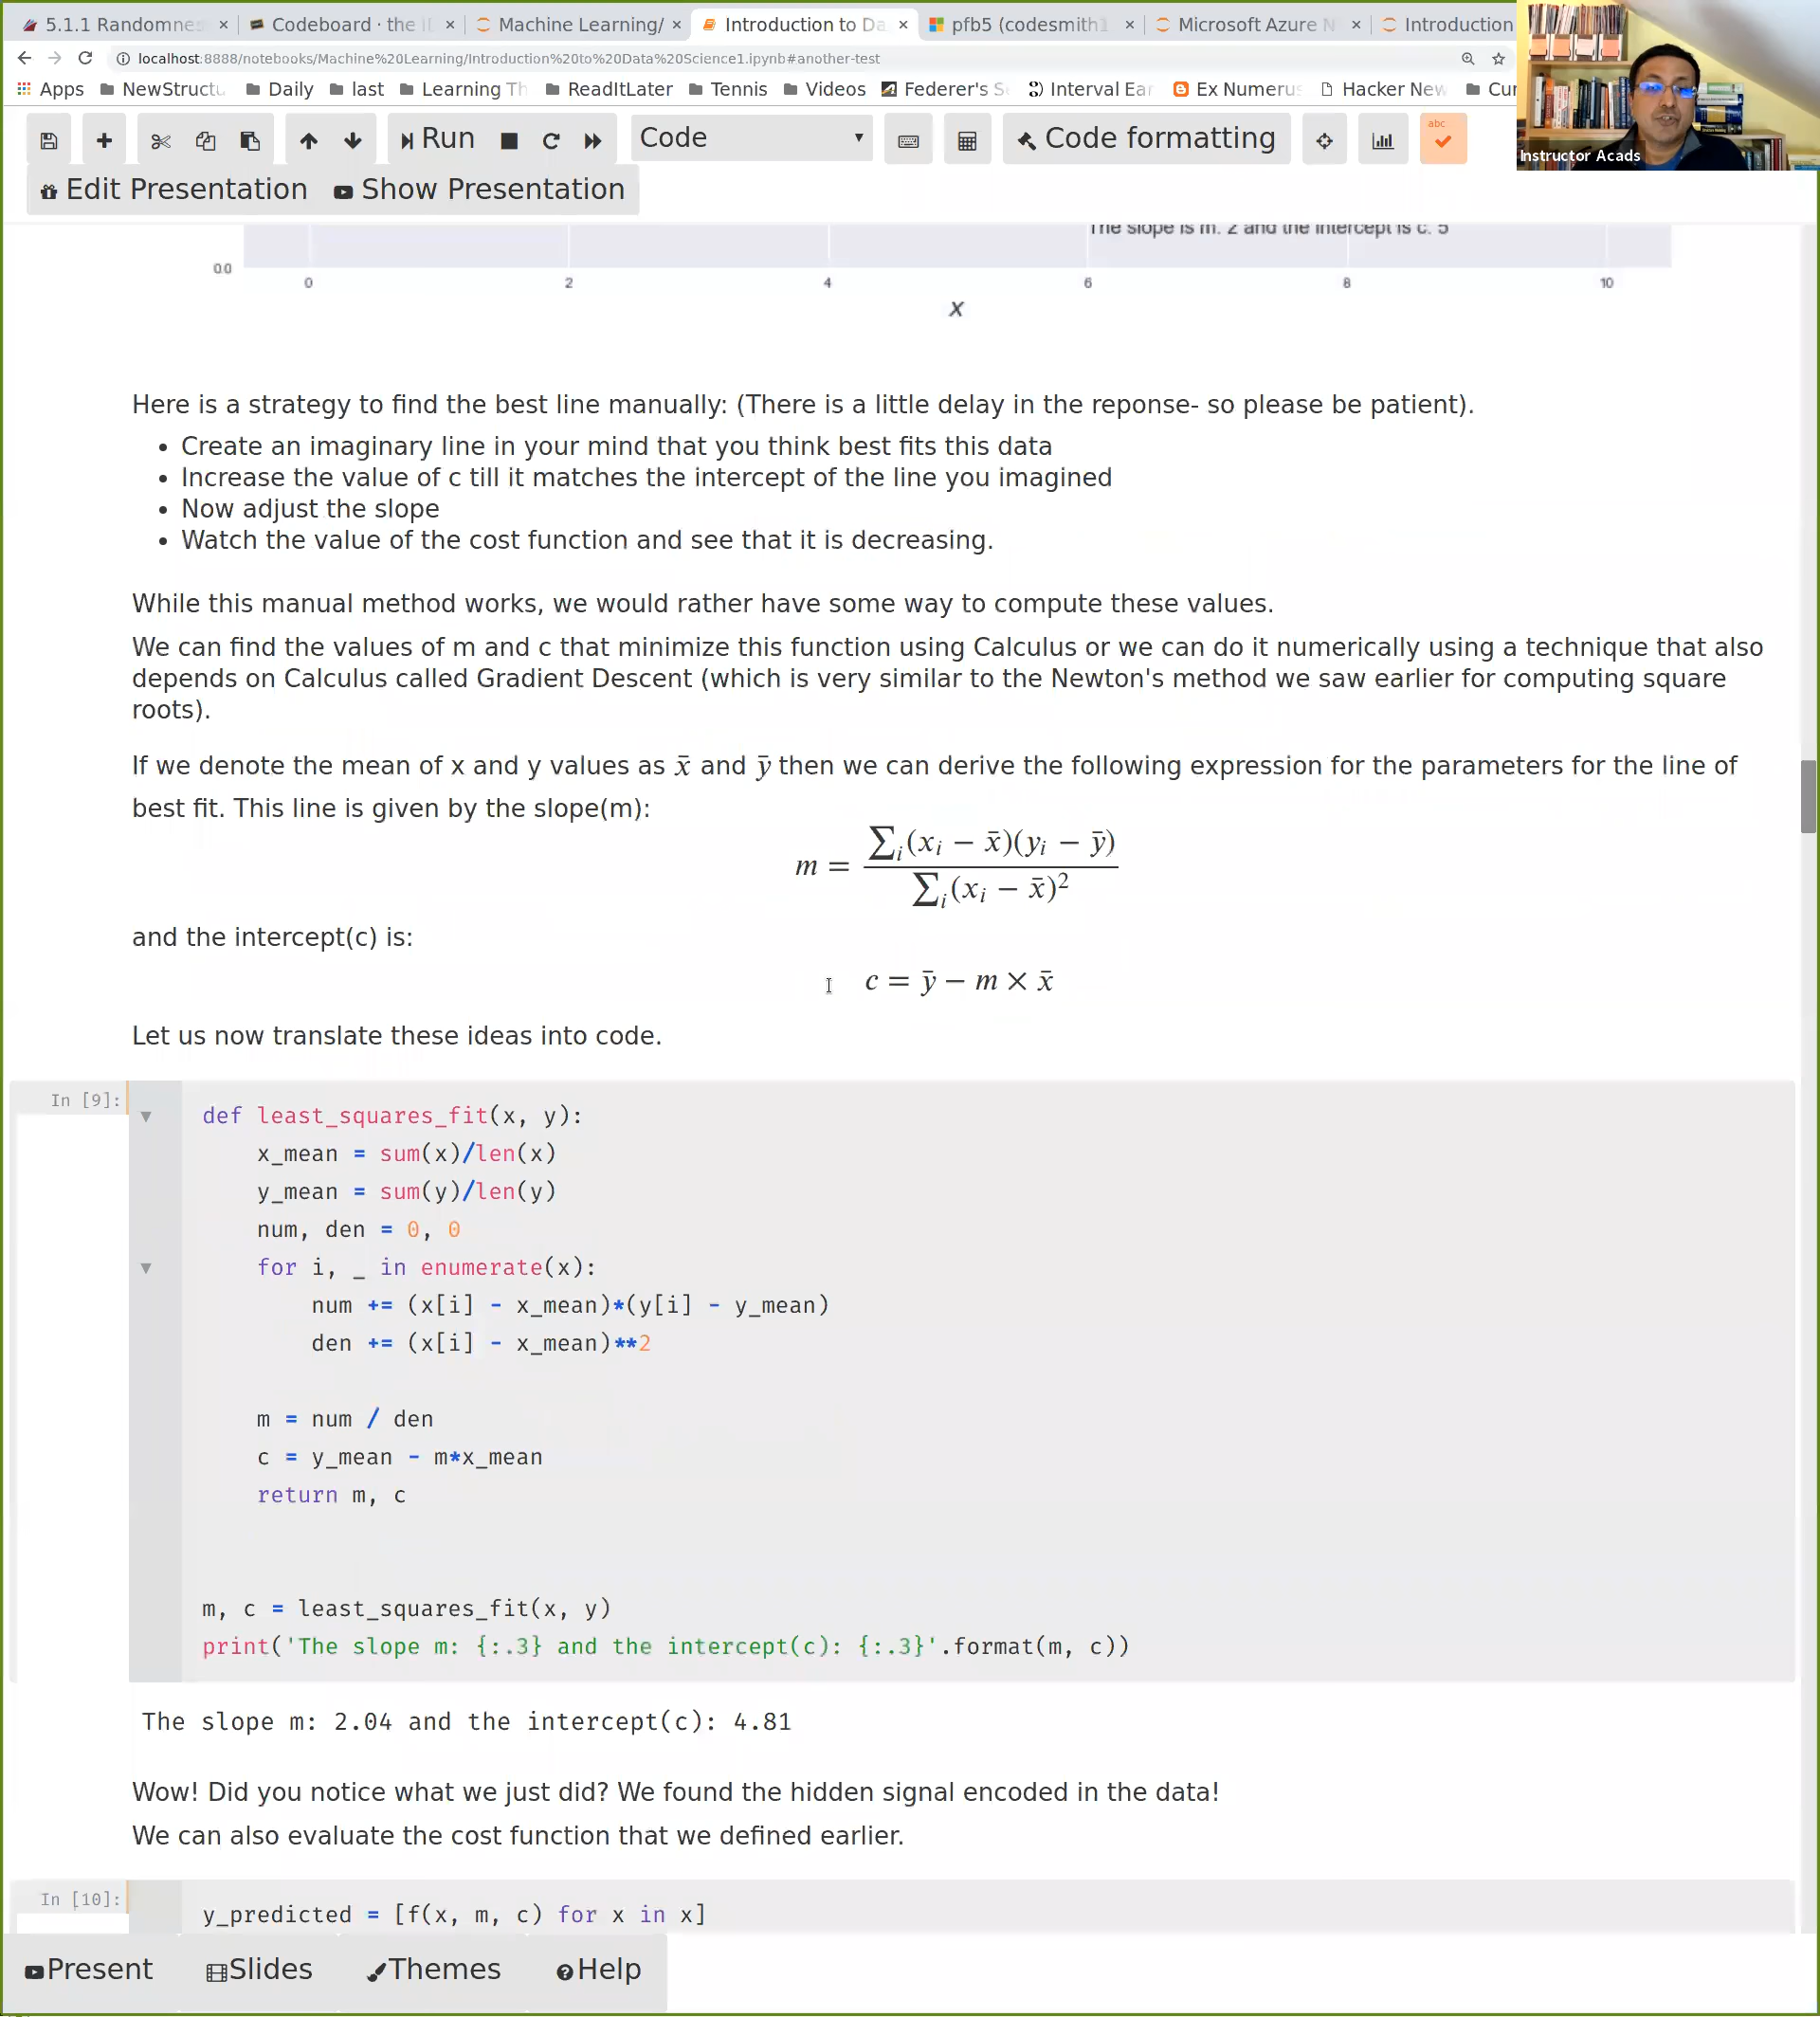 5.1.1 Randomnes
Codeboard · the I
Machine Learning/
Introduction to Da
pfb5 (codesmith1
Microsoft Azure N
Introduction
localhost:8888/notebooks/Machine%20Learning/Introduction%20to%20Data%20Science1.ipynb#another-test
Apps NewStructu Daily last Learning Th ReadItLater Tennis Videos Federer's S Interval Ear Ex Numerus Hacker New Cur
Instructor Acads
Run Code Code formatting abc
Edit Presentation Show Presentation
The slope is m: 2 and the intercept is c: 5
0.0
0 2 4 6 8 10
X
Here is a strategy to find the best line manually: (There is a little delay in the reponse- so please be patient).
• Create an imaginary line in your mind that you think best fits this data
• Increase the value of c till it matches the intercept of the line you imagined
• Now adjust the slope
• Watch the value of the cost function and see that it is decreasing.
While this manual method works, we would rather have some way to compute these values.
We can find the values of m and c that minimize this function using Calculus or we can do it numerically using a technique that also
depends on Calculus called Gradient Descent (which is very similar to the Newton's method we saw earlier for computing square
roots).
If we denote the mean of x and y values as x̄ and ȳ then we can derive the following expression for the parameters for the line of
best fit. This line is given by the slope(m):
m = ∑ᵢ(xᵢ − x̄)(yᵢ − ȳ) / ∑ᵢ(xᵢ − x̄)²
and the intercept(c) is:
c = ȳ − m × x̄
Let us now translate these ideas into code.
In [9]:
def least_squares_fit(x, y):
    x_mean = sum(x)/len(x)
    y_mean = sum(y)/len(y)
    num, den = 0, 0
    for i, _ in enumerate(x):
        num += (x[i] - x_mean)*(y[i] - y_mean)
        den += (x[i] - x_mean)**2
    m = num / den
    c = y_mean - m*x_mean
    return m, c
m, c = least_squares_fit(x, y)
print('The slope m: {:.3} and the intercept(c): {:.3}'.format(m, c))
The slope m: 2.04 and the intercept(c): 4.81
Wow! Did you notice what we just did? We found the hidden signal encoded in the data!
We can also evaluate the cost function that we defined earlier.
In [10]:
y_predicted = [f(x, m, c) for x in x]
Present Slides Themes Help